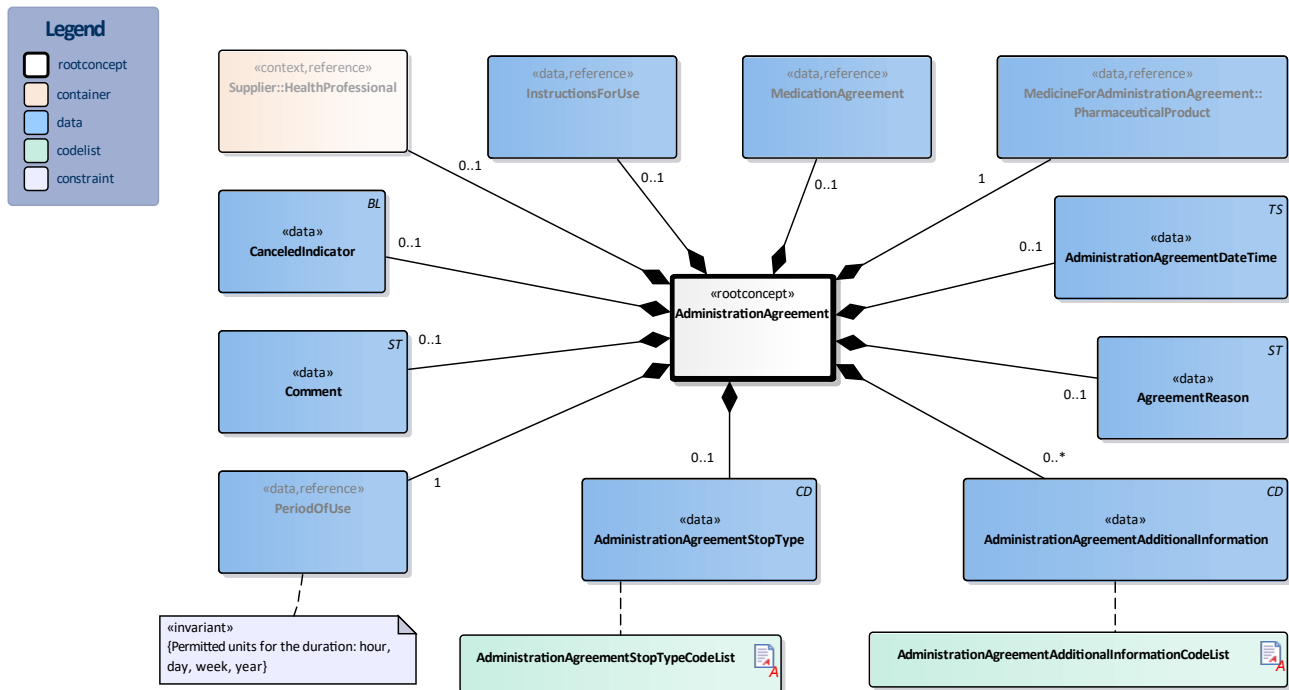 Legend
rootconcept
container
data
codelist
constraint
«context,reference»
Supplier::HealthProfessional
«data,reference»
InstructionsForUse
«data,reference»
MedicationAgreement
«data,reference»
MedicineForAdministrationAgreement::
PharmaceuticalProduct
0..1
0..1
0..1
1
BL
«data»
CanceledIndicator
0..1
TS
«data»
AdministrationAgreementDateTime
0..1
«rootconcept»
AdministrationAgreement
ST
«data»
Comment
0..1
ST
«data»
AgreementReason
0..1
«data,reference»
PeriodOfUse
1
0..1
CD
«data»
AdministrationAgreementStopType
0..*
CD
«data»
AdministrationAgreementAdditionalInformation
«invariant»
{Permitted units for the duration: hour,
day, week, year}
AdministrationAgreementStopTypeCodeList
A
AdministrationAgreementAdditionalInformationCodeList
A